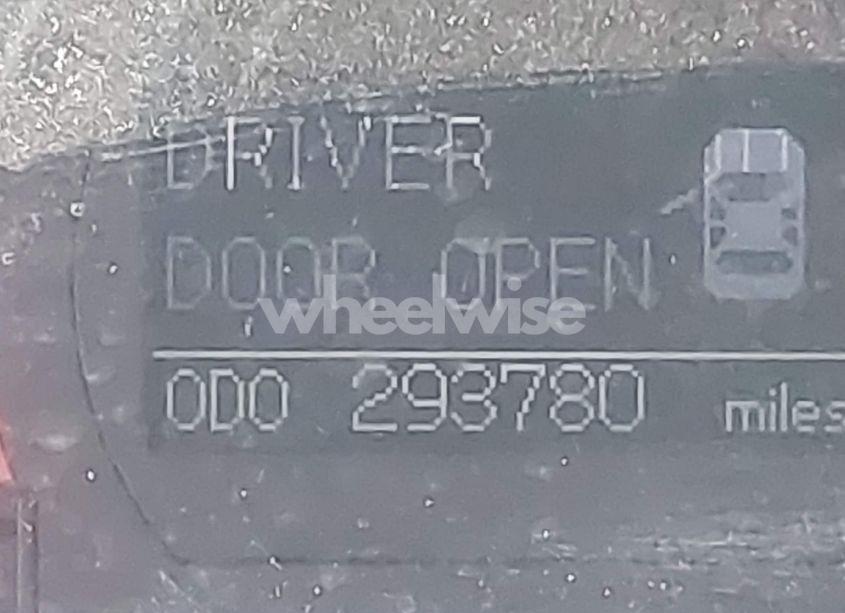 DRIVER
DOOR OPEN
wheelwise
ODO 293780 miles